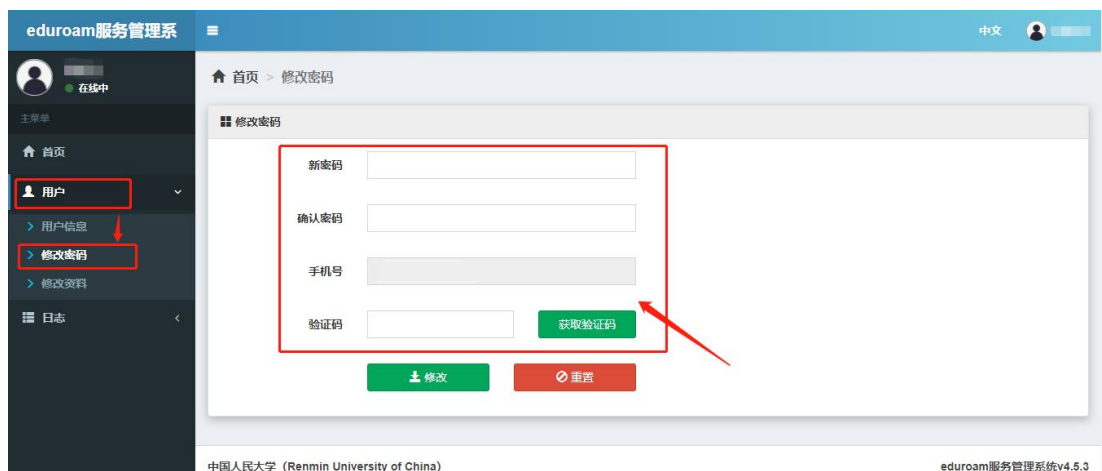 eduroam服务管理系
中文
在线中
首页 > 修改密码
主菜单
修改密码
首页
新密码
用户
确认密码
用户信息
修改密码
手机号
修改资料
日志
验证码
获取验证码
修改
重置
中国人民大学（Renmin University of China）
eduroam服务管理系统v4.5.3